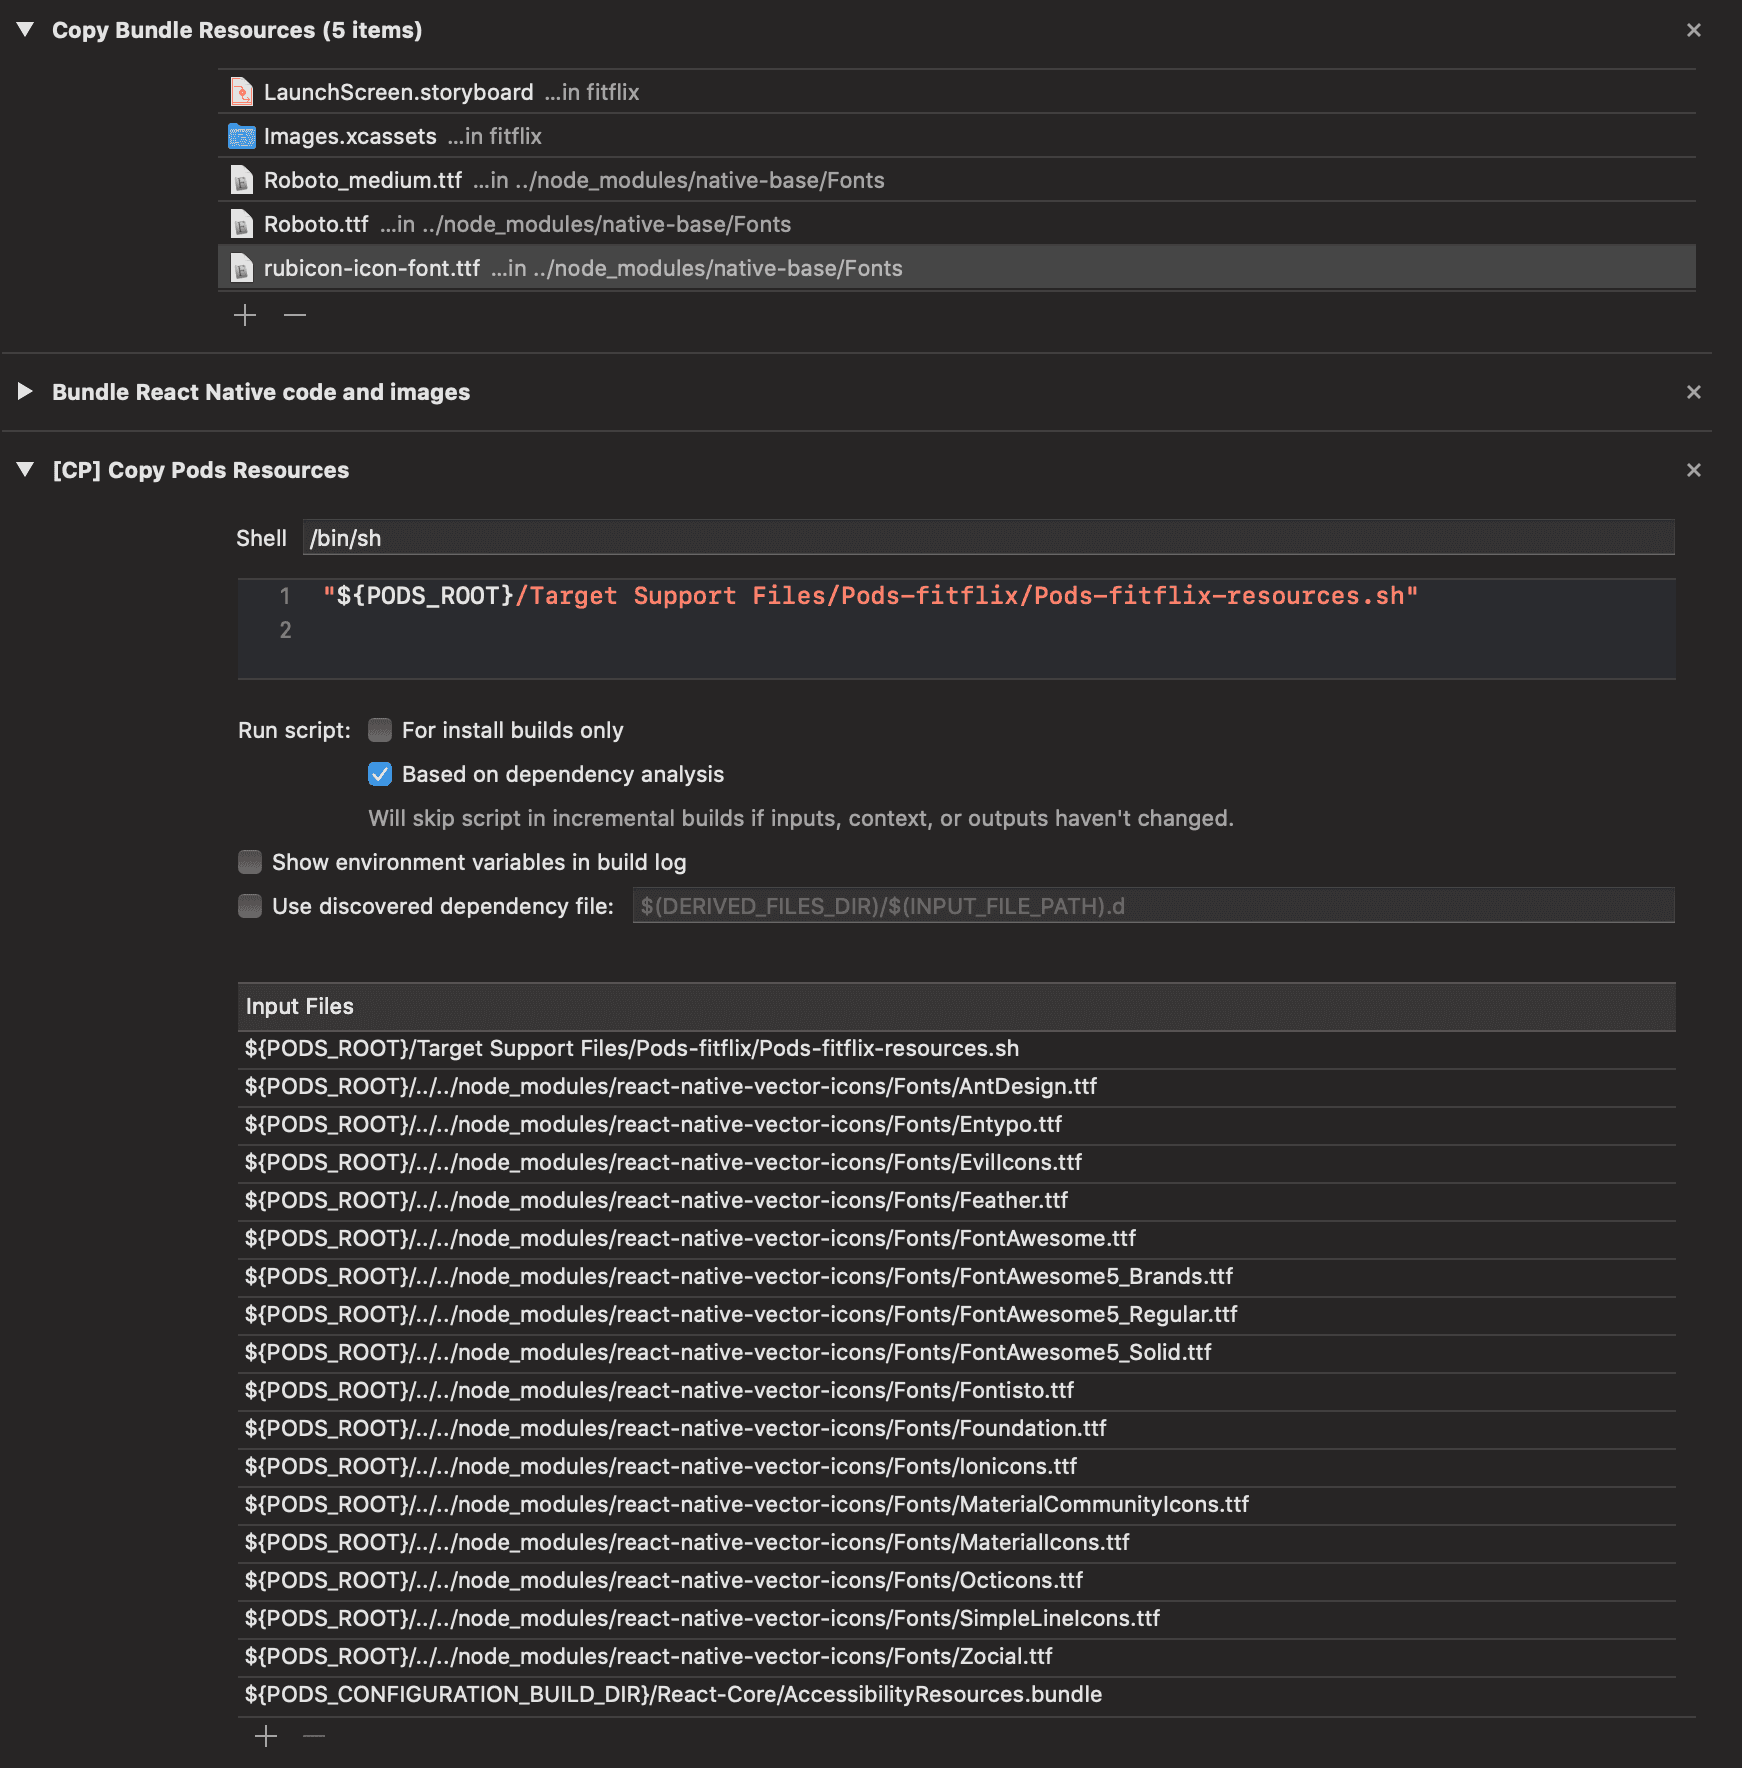 Copy Bundle Resources (5 items)
LaunchScreen.storyboard ...in fitflix
Images.xcassets ...in fitflix
Roboto_medium.ttf ...in ../node_modules/native-base/Fonts
Roboto.ttf ...in ../node_modules/native-base/Fonts
rubicon-icon-font.ttf ...in ../node_modules/native-base/Fonts
Bundle React Native code and images
[CP] Copy Pods Resources
Shell /bin/sh
1 "${PODS_ROOT}/Target Support Files/Pods-fitflix/Pods-fitflix-resources.sh"
2
Run script: For install builds only
Based on dependency analysis
Will skip script in incremental builds if inputs, context, or outputs haven't changed.
Show environment variables in build log
Use discovered dependency file: $(DERIVED_FILES_DIR)/$(INPUT_FILE_PATH).d
Input Files
${PODS_ROOT}/Target Support Files/Pods-fitflix/Pods-fitflix-resources.sh
${PODS_ROOT}/../../node_modules/react-native-vector-icons/Fonts/AntDesign.ttf
${PODS_ROOT}/../../node_modules/react-native-vector-icons/Fonts/Entypo.ttf
${PODS_ROOT}/../../node_modules/react-native-vector-icons/Fonts/EvilIcons.ttf
${PODS_ROOT}/../../node_modules/react-native-vector-icons/Fonts/Feather.ttf
${PODS_ROOT}/../../node_modules/react-native-vector-icons/Fonts/FontAwesome.ttf
${PODS_ROOT}/../../node_modules/react-native-vector-icons/Fonts/FontAwesome5_Brands.ttf
${PODS_ROOT}/../../node_modules/react-native-vector-icons/Fonts/FontAwesome5_Regular.ttf
${PODS_ROOT}/../../node_modules/react-native-vector-icons/Fonts/FontAwesome5_Solid.ttf
${PODS_ROOT}/../../node_modules/react-native-vector-icons/Fonts/Fontisto.ttf
${PODS_ROOT}/../../node_modules/react-native-vector-icons/Fonts/Foundation.ttf
${PODS_ROOT}/../../node_modules/react-native-vector-icons/Fonts/Ionicons.ttf
${PODS_ROOT}/../../node_modules/react-native-vector-icons/Fonts/MaterialCommunityIcons.ttf
${PODS_ROOT}/../../node_modules/react-native-vector-icons/Fonts/MaterialIcons.ttf
${PODS_ROOT}/../../node_modules/react-native-vector-icons/Fonts/Octicons.ttf
${PODS_ROOT}/../../node_modules/react-native-vector-icons/Fonts/SimpleLineIcons.ttf
${PODS_ROOT}/../../node_modules/react-native-vector-icons/Fonts/Zocial.ttf
${PODS_CONFIGURATION_BUILD_DIR}/React-Core/AccessibilityResources.bundle